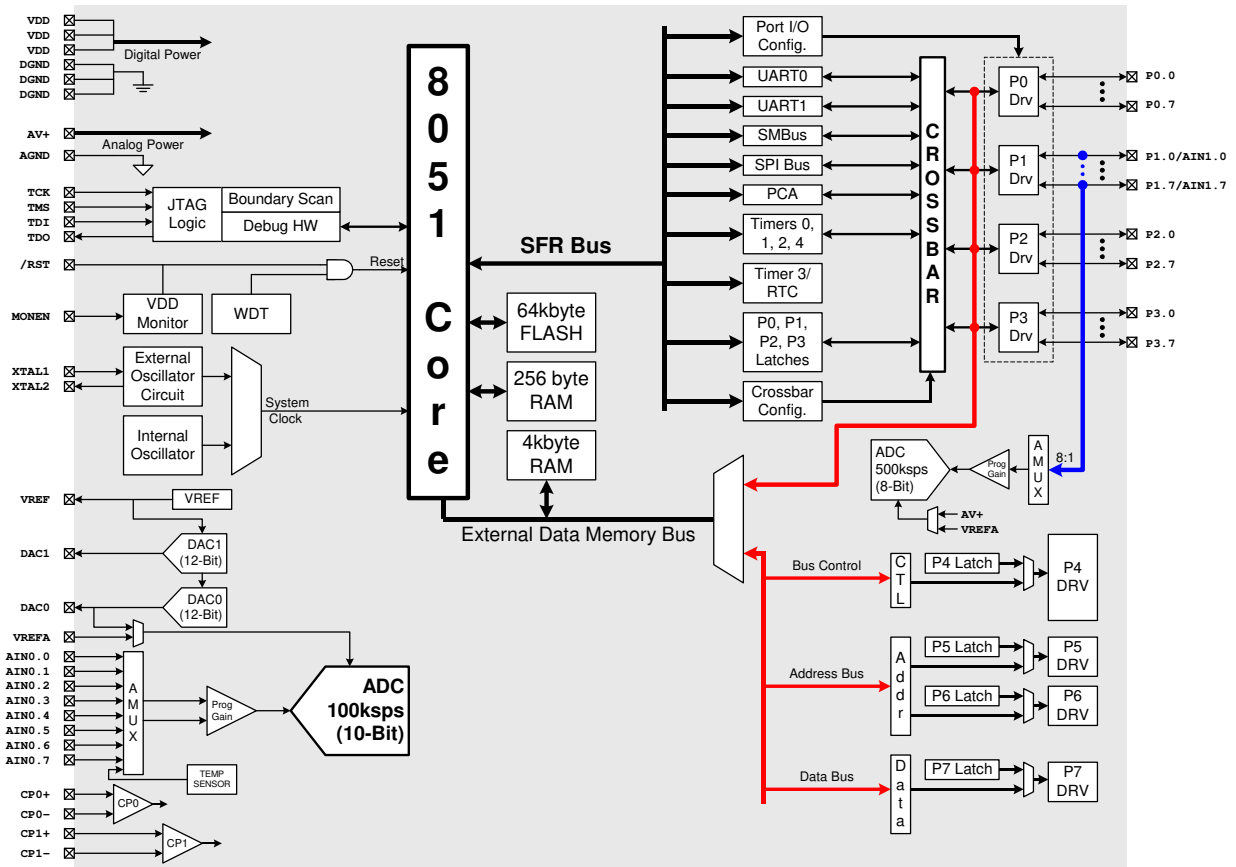 VDD
VDD
VDD
Digital Power
DGND
DGND
DGND
AV+
Analog Power
AGND
TCK
TMS
TDI
TDO
JTAG
Logic
Boundary Scan
Debug HW
/RST
Reset
MONEN
VDD
Monitor
WDT
XTAL1
XTAL2
External
Oscillator
Circuit
Internal
Oscillator
System
Clock
VREF
VREF
DAC1
DAC1
(12-Bit)
DAC0
DAC0
(12-Bit)
VREFA
AIN0.0
AIN0.1
AIN0.2
AIN0.3
AIN0.4
AIN0.5
AIN0.6
AIN0.7
A
M
U
X
Prog
Gain
ADC
100ksps
(10-Bit)
TEMP
SENSOR
CP0+
CP0-
CP0
CP1+
CP1-
CP1
8
0
5
1
C
o
r
e
SFR Bus
64kbyte
FLASH
256 byte
RAM
4kbyte
RAM
External Data Memory Bus
Port I/O
Config.
UART0
UART1
SMBus
SPI Bus
PCA
Timers 0,
1, 2, 4
Timer 3/
RTC
P0, P1,
P2, P3
Latches
Crossbar
Config.
C
R
O
S
S
B
A
R
P0
Drv
P1
Drv
P2
Drv
P3
Drv
P0.0
P0.7
P1.0/AIN1.0
P1.7/AIN1.7
P2.0
P2.7
P3.0
P3.7
ADC
500ksps
(8-Bit)
Prog
Gain
A
M
U
X
8:1
AV+
VREFA
Bus Control
C
T
L
P4 Latch
P4
DRV
Address Bus
A
d
d
r
P5 Latch
P5
DRV
P6 Latch
P6
DRV
Data Bus
D
a
t
a
P7 Latch
P7
DRV